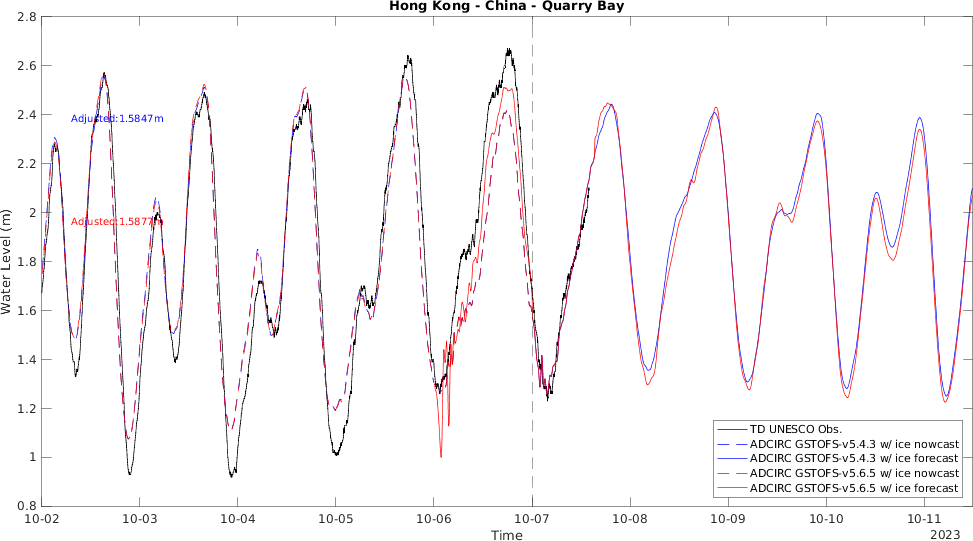 Hong Kong - China - Quarry Bay
2.8
2.6
2.4
2.2
2
1.8
1.6
1.4
1.2
1
0.8
Water Level (m)
Adjusted:1.5847m
Adjusted:1.5877m
TD UNESCO Obs.
ADCIRC GSTOFS-v5.4.3 w/ ice nowcast
ADCIRC GSTOFS-v5.4.3 w/ ice forecast
ADCIRC GSTOFS-v5.6.5 w/ ice nowcast
ADCIRC GSTOFS-v5.6.5 w/ ice forecast
10-02 10-03 10-04 10-05 10-06 10-07 10-08 10-09 10-10 10-11
Time
2023